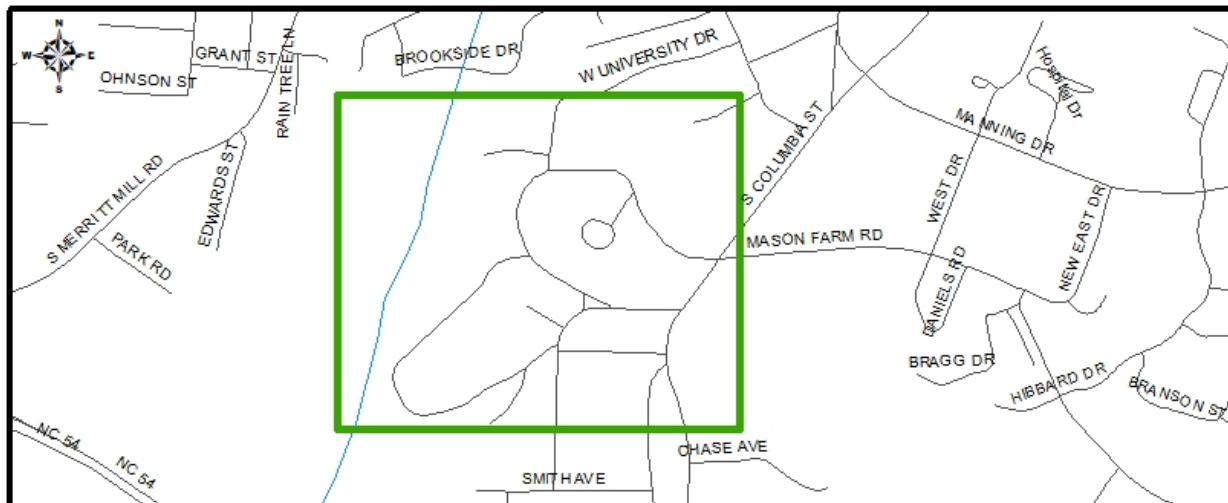 N
W E
S
GRANT ST
OHNSON ST
RAIN TREE LN
BROOKSIDE DR
W UNIVERSITY DR
Hospital Dr
MANNING DR
S COLUMBIA ST
S MERRITT MILL RD
EDWARDS ST
PARK RD
WEST DR
NEW EAST DR
MASON FARM RD
DANIELS RD
BRAGG DR
HIBBARD DR
BRANSON ST
NC 54
NC 54
CHASE AVE
SMITH AVE